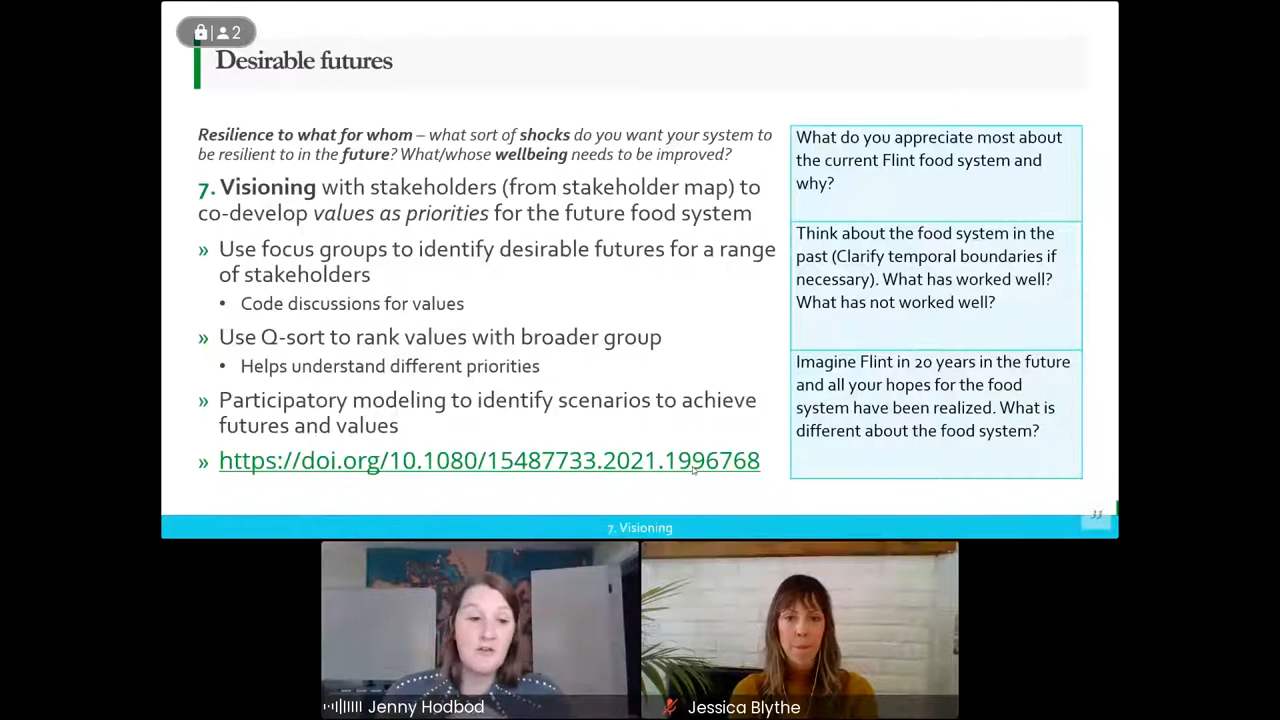 2
Desirable futures
Resilience to what for whom – what sort of shocks do you want your system to
be resilient to in the future? What/whose wellbeing needs to be improved?
7. Visioning with stakeholders (from stakeholder map) to
co-develop values as priorities for the future food system
» Use focus groups to identify desirable futures for a range
of stakeholders
• Code discussions for values
» Use Q-sort to rank values with broader group
• Helps understand different priorities
» Participatory modeling to identify scenarios to achieve
futures and values
» https://doi.org/10.1080/15487733.2021.1996768
What do you appreciate most about
the current Flint food system and
why?
Think about the food system in the
past (Clarify temporal boundaries if
necessary). What has worked well?
What has not worked well?
Imagine Flint in 20 years in the future
and all your hopes for the food
system have been realized. What is
different about the food system?
7. Visioning
33
Jenny Hodbod
Jessica Blythe